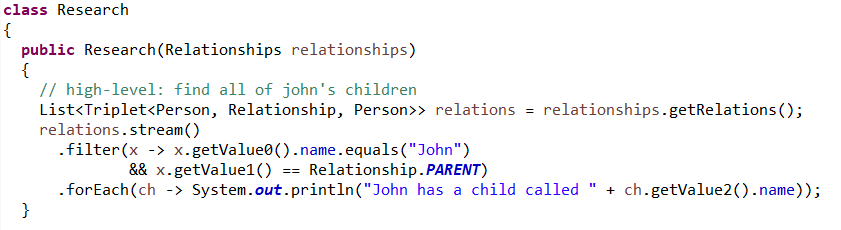 class Research
{
  public Research(Relationships relationships)
  {
    // high-level: find all of john's children
    List<Triplet<Person, Relationship, Person>> relations = relationships.getRelations();
    relations.stream()
      .filter(x -> x.getValue0().name.equals("John")
              && x.getValue1() == Relationship.PARENT)
      .forEach(ch -> System.out.println("John has a child called " + ch.getValue2().name));
  }